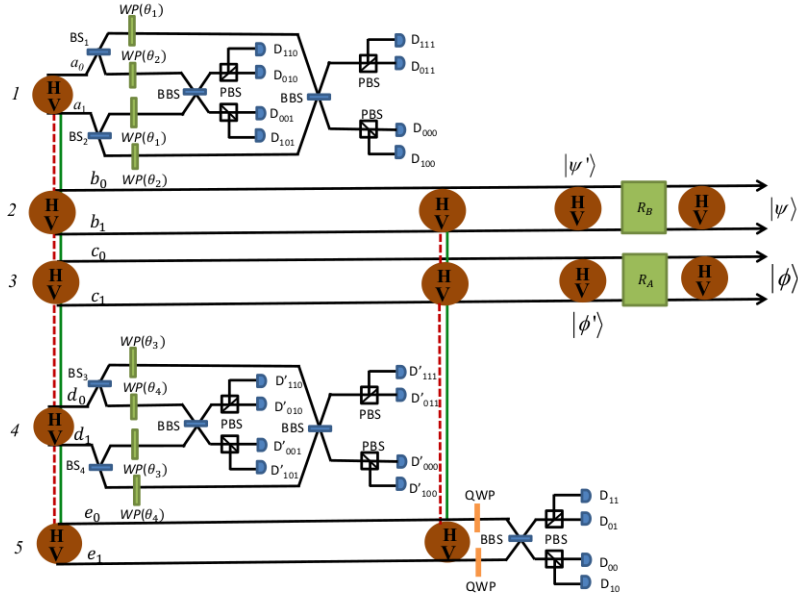 WP(θ₁)
BS₁
WP(θ₂)
a₀
D₁₁₀
D₀₁₀
D₁₁₁
D₀₁₁
1
H
V
a₁
BBS
PBS
BBS
PBS
D₀₀₁
D₁₀₁
PBS
D₀₀₀
D₁₀₀
BS₂
WP(θ₁)
WP(θ₂)
b₀
|ψ'⟩
2
H
V
H
V
H
V
R_B
H
V
|ψ⟩
b₁
c₀
3
H
V
H
V
H
V
R_A
H
V
|ϕ⟩
c₁
|ϕ'⟩
WP(θ₃)
BS₃
WP(θ₄)
d₀
D'₁₁₀
D'₀₁₀
D'₁₁₁
D'₀₁₁
4
H
V
d₁
BBS
PBS
BBS
PBS
D'₀₀₁
D'₁₀₁
PBS
D'₀₀₀
D'₁₀₀
BS₄
WP(θ₃)
WP(θ₄)
e₀
QWP
D₁₁
D₀₁
5
H
V
H
V
BBS
PBS
e₁
D₀₀
D₁₀
QWP